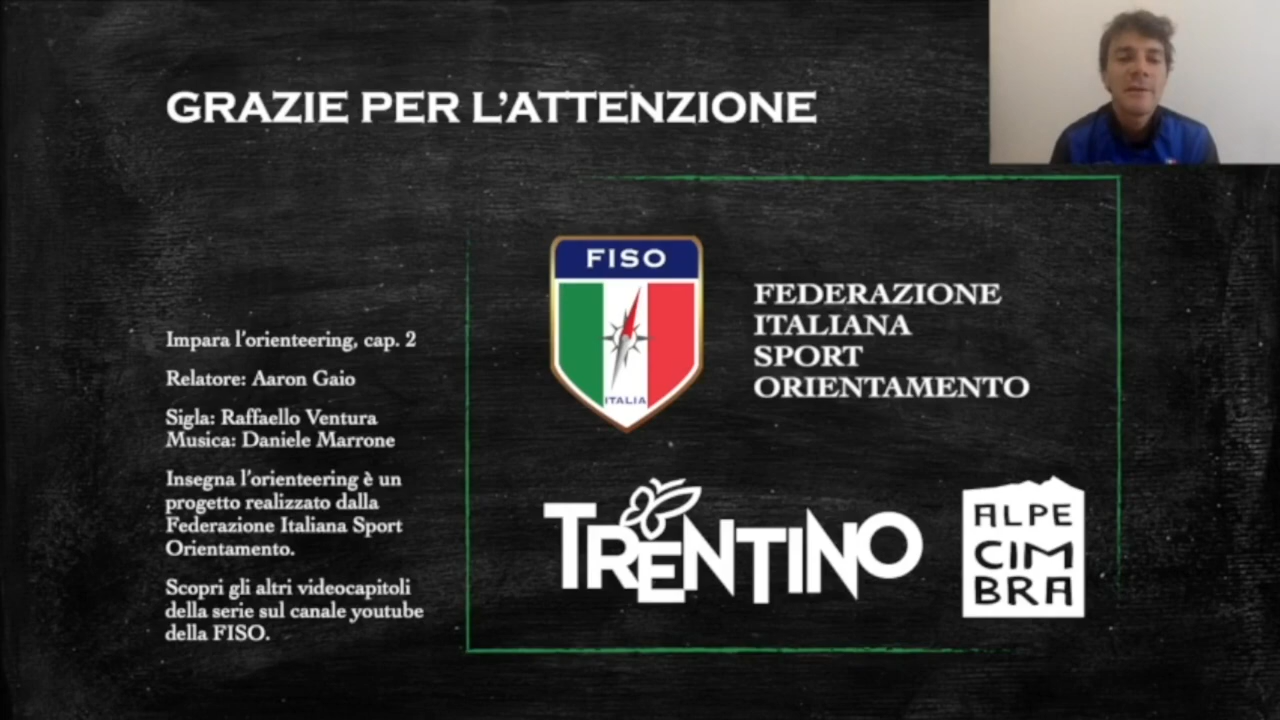 GRAZIE PER L'ATTENZIONE
Impara l'orienteering, cap. 2
Relatore: Aaron Gaio
Sigla: Raffaello Ventura
Musica: Daniele Marrone
Insegna l'orienteering è un
progetto realizzato dalla
Federazione Italiana Sport
Orientamento.
Scopri gli altri videocapitoli
della serie sul canale youtube
della FISO.
FISO
ITALIA
FEDERAZIONE
ITALIANA
SPORT
ORIENTAMENTO
TRENTINO
ALPE
CIM
BRA